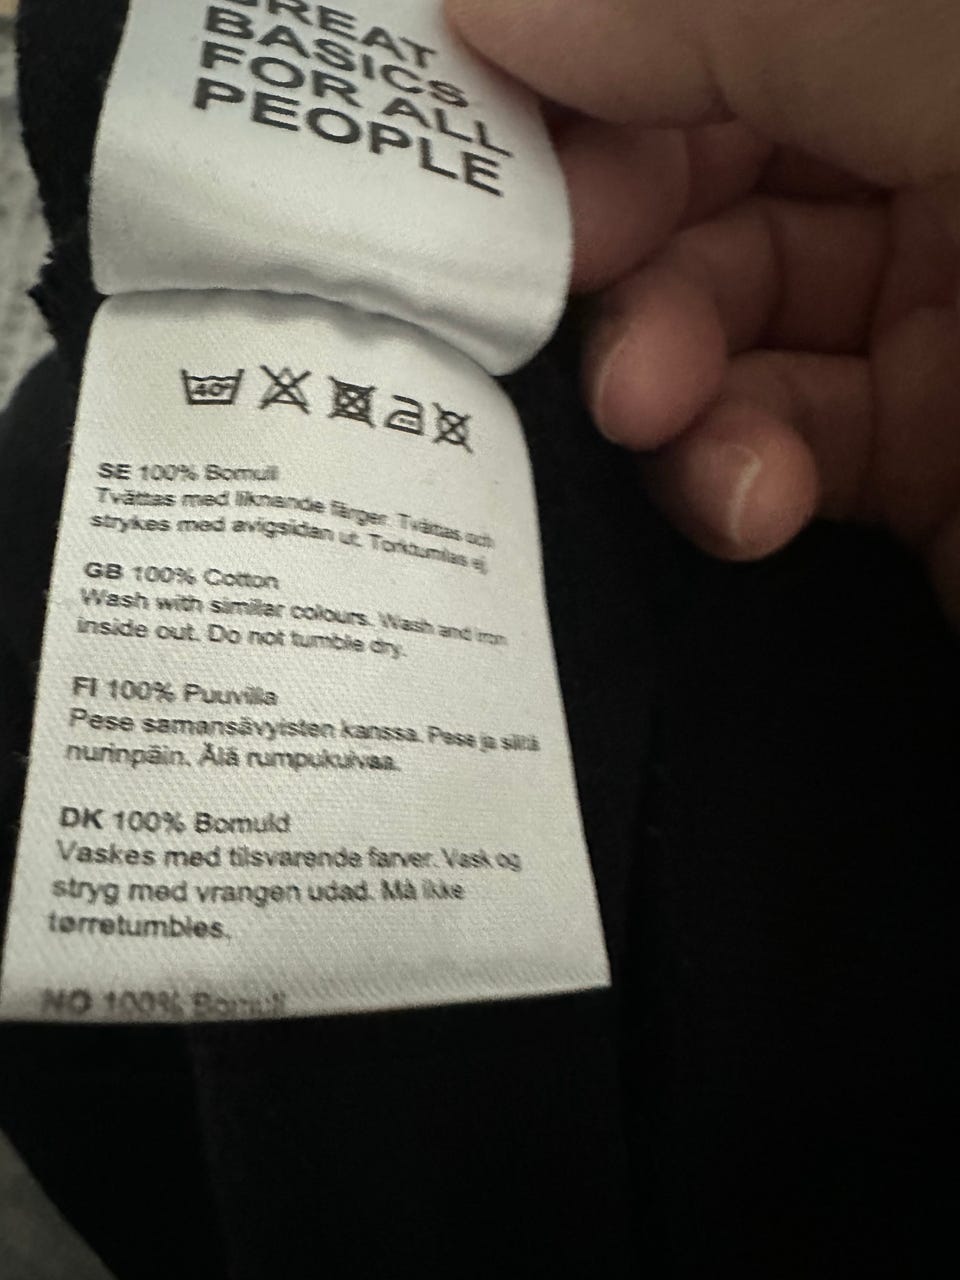 GREAT
BASICS
FOR ALL
PEOPLE
40°
SE 100% Bomull
Tvättas med liknande färger. Tvättas och
strykes med avigsidan ut. Torktumlas ej.
GB 100% Cotton
Wash with similar colours. Wash and iron
inside out. Do not tumble dry.
FI 100% Puuvilla
Pese samansävyisten kanssa. Pese ja silitä
nurinpäin. Älä rumpukuivaa.
DK 100% Bomuld
Vaskes med tilsvarende farver. Vask og
stryg med vrangen udad. Må ikke
tørretumbles.
NO 100% Bomull